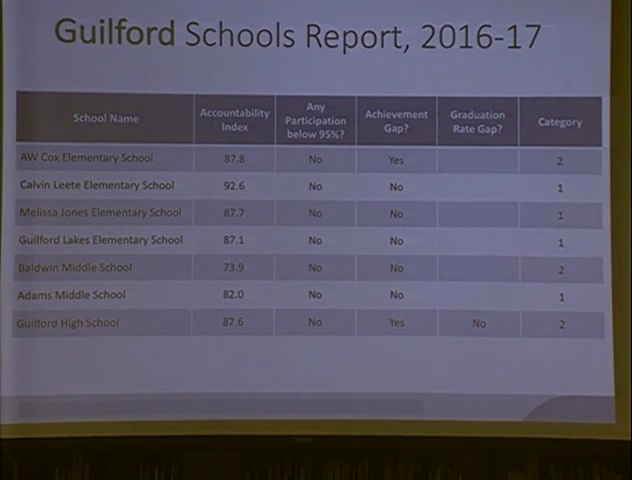 Guilford Schools Report, 2016-17
School Name Accountability Index Any Participation below 95%? Achievement Gap? Graduation Rate Gap? Category
AW Cox Elementary School 87.8 No Yes 2
Calvin Leete Elementary School 92.6 No No 1
Melissa Jones Elementary School 87.7 No No 1
Guilford Lakes Elementary School 87.1 No No 1
Baldwin Middle School 73.9 No No 2
Adams Middle School 82.0 No No 1
Guilford High School 87.6 No Yes No 2